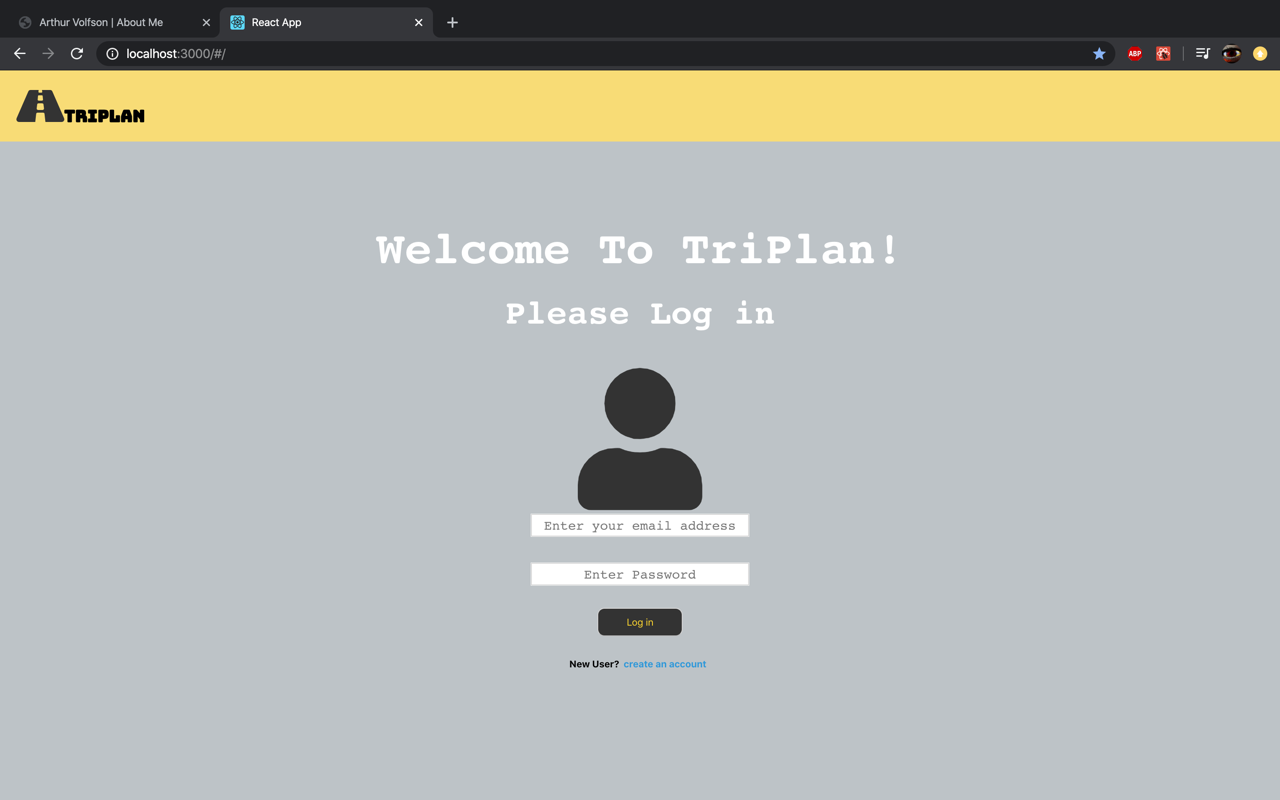 Arthur Volfson | About Me
React App
localhost:3000/#/
ABP
TRIPLAN
Welcome To TriPlan!
Please Log in
Enter your email address
Enter Password
Log in
New User? create an account